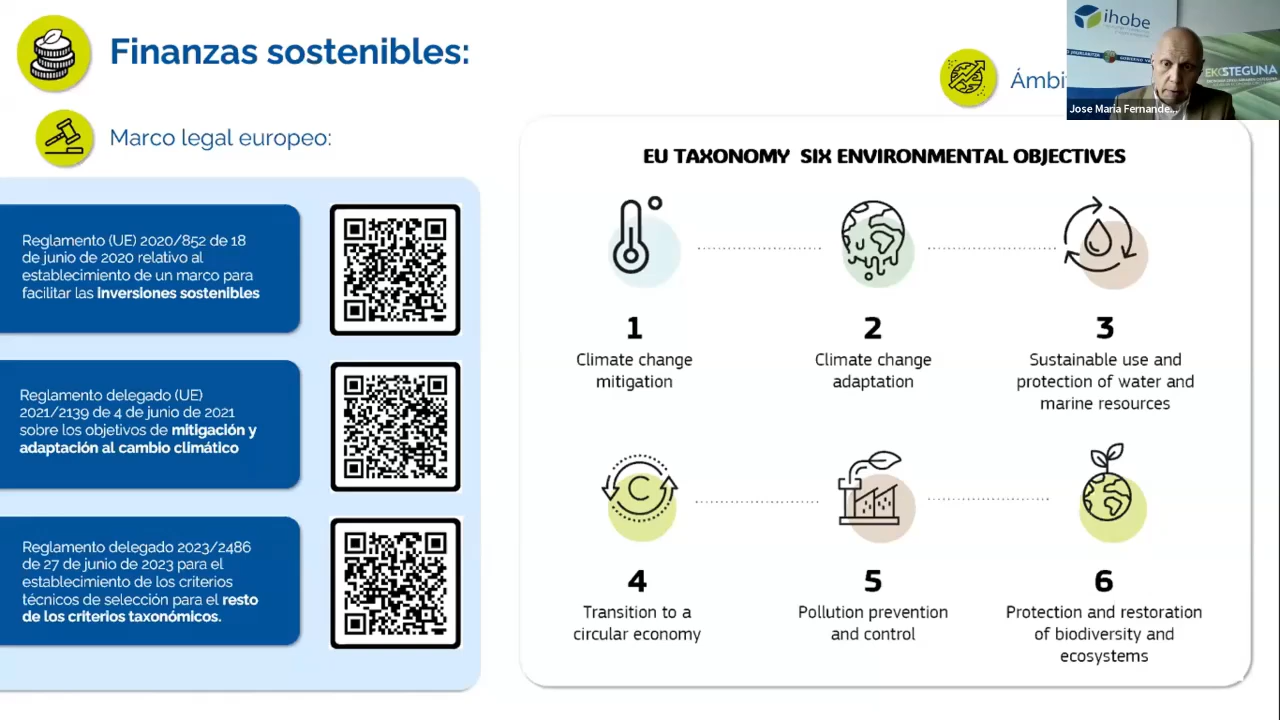 Finanzas sostenibles:
Marco legal europeo:
Reglamento (UE) 2020/852 de 18
de junio de 2020 relativo al
establecimiento de un marco para
facilitar las inversiones sostenibles
Reglamento delegado (UE)
2021/2139 de 4 de junio de 2021
sobre los objetivos de mitigación y
adaptación al cambio climático
Reglamento delegado 2023/2486
de 27 de junio de 2023 para el
establecimiento de los criterios
técnicos de selección para el resto
de los criterios taxonómicos.
ihobe
EKOSTEGUNA
Jose Maria Fernande...
EU TAXONOMY SIX ENVIRONMENTAL OBJECTIVES
1
Climate change
mitigation
2
Climate change
adaptation
3
Sustainable use and
protection of water and
marine resources
4
Transition to a
circular economy
5
Pollution prevention
and control
6
Protection and restoration
of biodiversity and
ecosystems